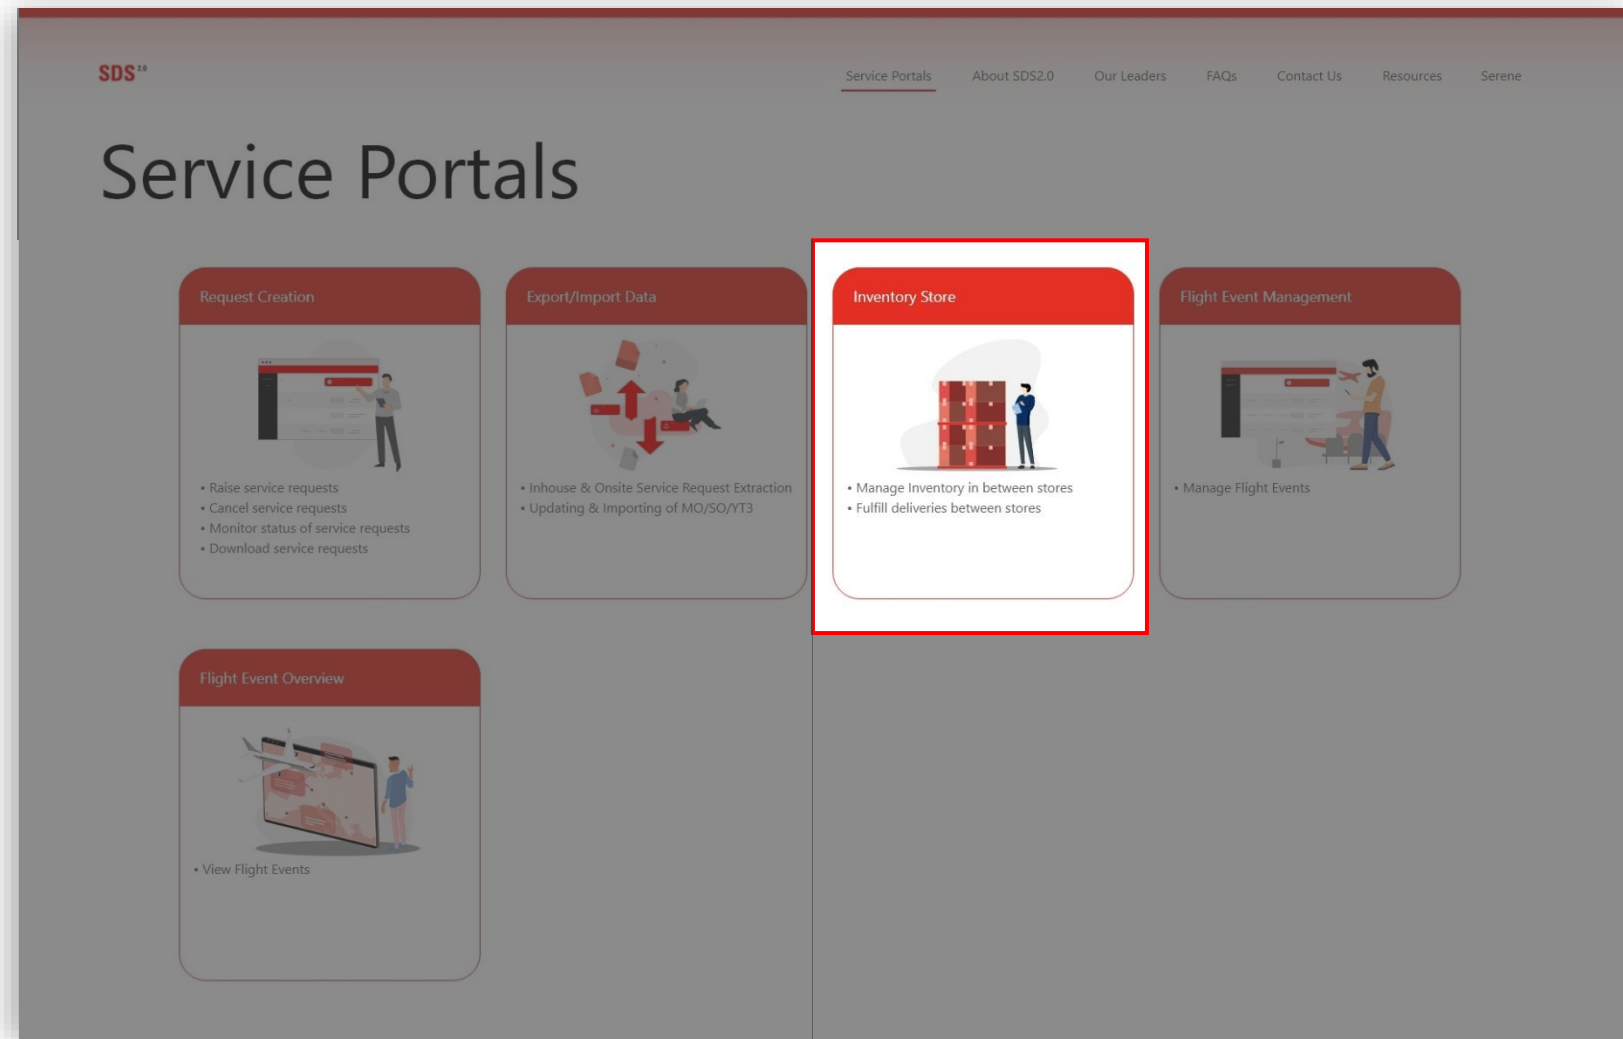 SDS 2.0
Service Portals About SDS2.0 Our Leaders FAQs Contact Us Resources Serene
Service Portals
Request Creation
• Raise service requests
• Cancel service requests
• Monitor status of service requests
• Download service requests
Export/Import Data
• Inhouse & Onsite Service Request Extraction
• Updating & Importing of MO/SO/YT3
Inventory Store
• Manage Inventory in between stores
• Fulfill deliveries between stores
Flight Event Management
• Manage Flight Events
Flight Event Overview
• View Flight Events